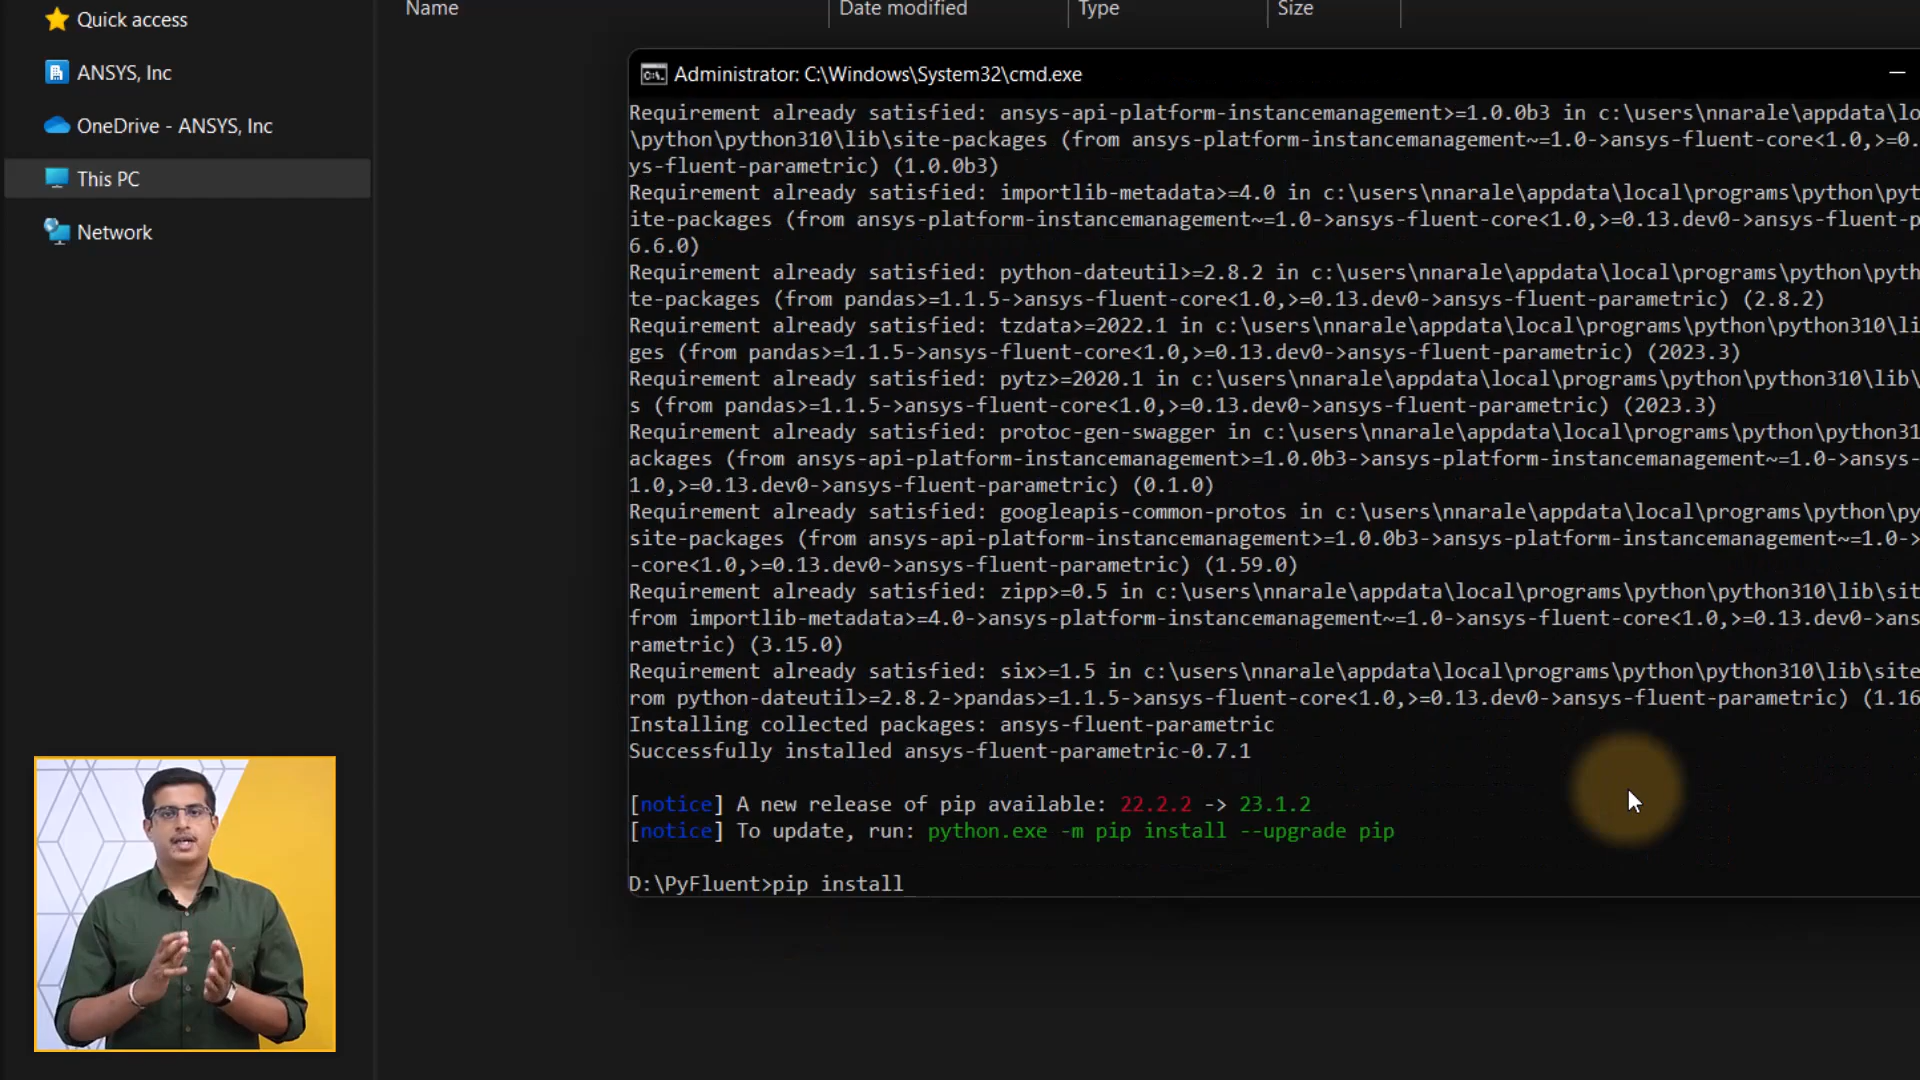 Quick access
ANSYS, Inc
OneDrive - ANSYS, Inc
This PC
Network
Name Date modified Type Size
Administrator: C:\Windows\System32\cmd.exe
Requirement already satisfied: ansys-api-platform-instancemanagement>=1.0.0b3 in c:\users\nnarale\appdata\lo
\python\python310\lib\site-packages (from ansys-platform-instancemanagement~=1.0->ansys-fluent-core<1.0,>=0.
ys-fluent-parametric) (1.0.0b3)
Requirement already satisfied: importlib-metadata>=4.0 in c:\users\nnarale\appdata\local\programs\python\pyt
ite-packages (from ansys-platform-instancemanagement~=1.0->ansys-fluent-core<1.0,>=0.13.dev0->ansys-fluent-p
6.6.0)
Requirement already satisfied: python-dateutil>=2.8.2 in c:\users\nnarale\appdata\local\programs\python\pyth
te-packages (from pandas>=1.1.5->ansys-fluent-core<1.0,>=0.13.dev0->ansys-fluent-parametric) (2.8.2)
Requirement already satisfied: tzdata>=2022.1 in c:\users\nnarale\appdata\local\programs\python\python310\li
ges (from pandas>=1.1.5->ansys-fluent-core<1.0,>=0.13.dev0->ansys-fluent-parametric) (2023.3)
Requirement already satisfied: pytz>=2020.1 in c:\users\nnarale\appdata\local\programs\python\python310\lib\
s (from pandas>=1.1.5->ansys-fluent-core<1.0,>=0.13.dev0->ansys-fluent-parametric) (2023.3)
Requirement already satisfied: protoc-gen-swagger in c:\users\nnarale\appdata\local\programs\python\python31
ackages (from ansys-api-platform-instancemanagement>=1.0.0b3->ansys-platform-instancemanagement~=1.0->ansys-
1.0,>=0.13.dev0->ansys-fluent-parametric) (0.1.0)
Requirement already satisfied: googleapis-common-protos in c:\users\nnarale\appdata\local\programs\python\py
site-packages (from ansys-api-platform-instancemanagement>=1.0.0b3->ansys-platform-instancemanagement~=1.0->
-core<1.0,>=0.13.dev0->ansys-fluent-parametric) (1.59.0)
Requirement already satisfied: zipp>=0.5 in c:\users\nnarale\appdata\local\programs\python\python310\lib\sit
from importlib-metadata>=4.0->ansys-platform-instancemanagement~=1.0->ansys-fluent-core<1.0,>=0.13.dev0->ans
rametric) (3.15.0)
Requirement already satisfied: six>=1.5 in c:\users\nnarale\appdata\local\programs\python\python310\lib\site
rom python-dateutil>=2.8.2->pandas>=1.1.5->ansys-fluent-core<1.0,>=0.13.dev0->ansys-fluent-parametric) (1.16
Installing collected packages: ansys-fluent-parametric
Successfully installed ansys-fluent-parametric-0.7.1
[notice] A new release of pip available: 22.2.2 -> 23.1.2
[notice] To update, run: python.exe -m pip install --upgrade pip
D:\PyFluent>pip install